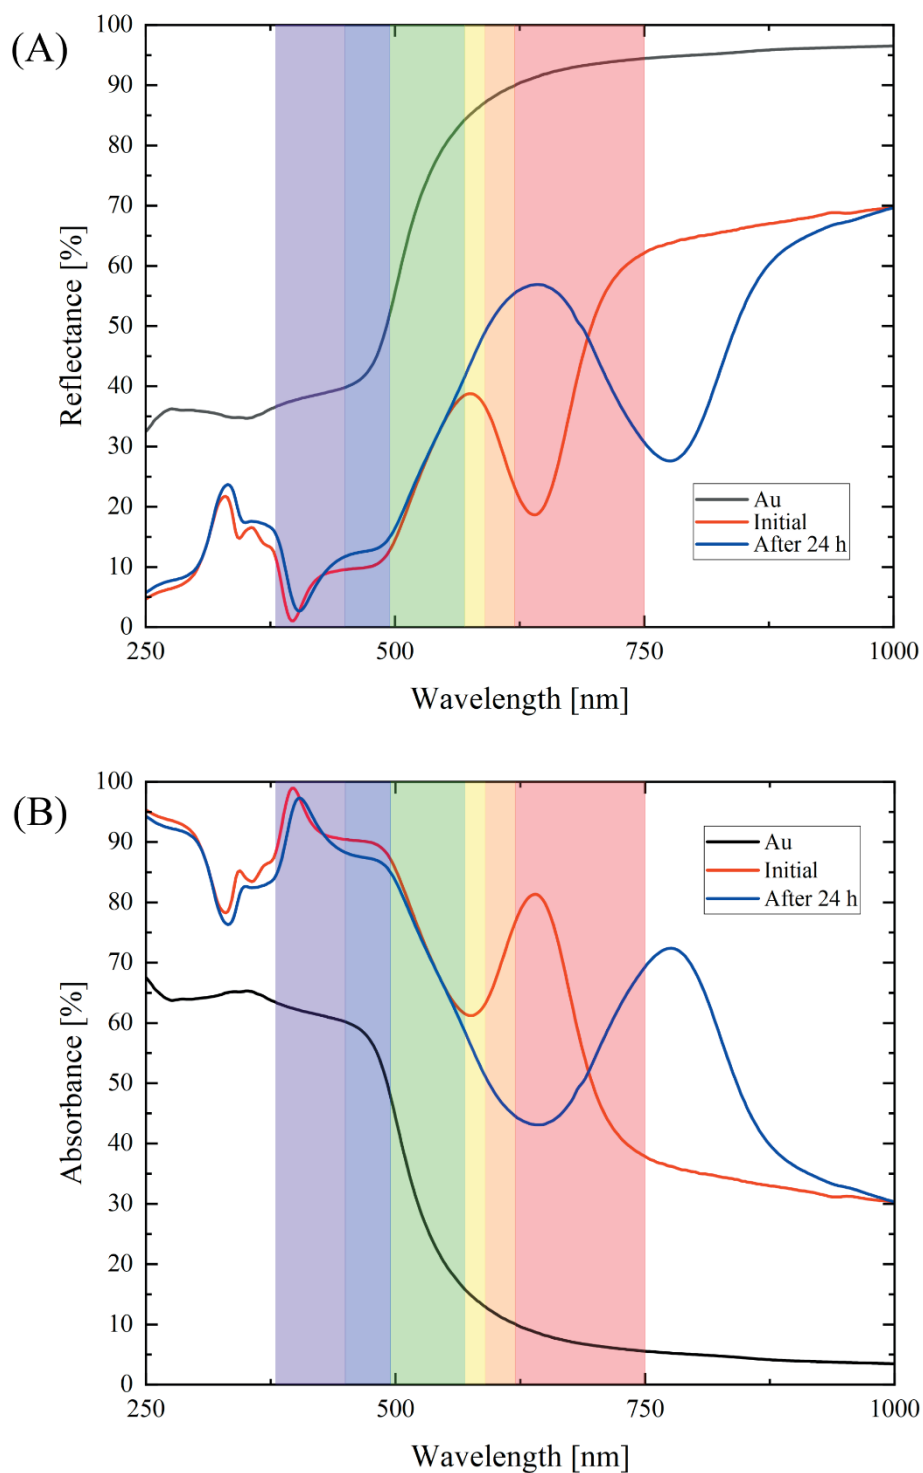 (A)
100
90
80
70
60
50
40
30
20
10
0
Reflectance [%]
Au
Initial
After 24 h
250
500
750
1000
Wavelength [nm]
(B)
100
90
80
70
60
50
40
30
20
10
0
Absorbance [%]
Au
Initial
After 24 h
250
500
750
1000
Wavelength [nm]